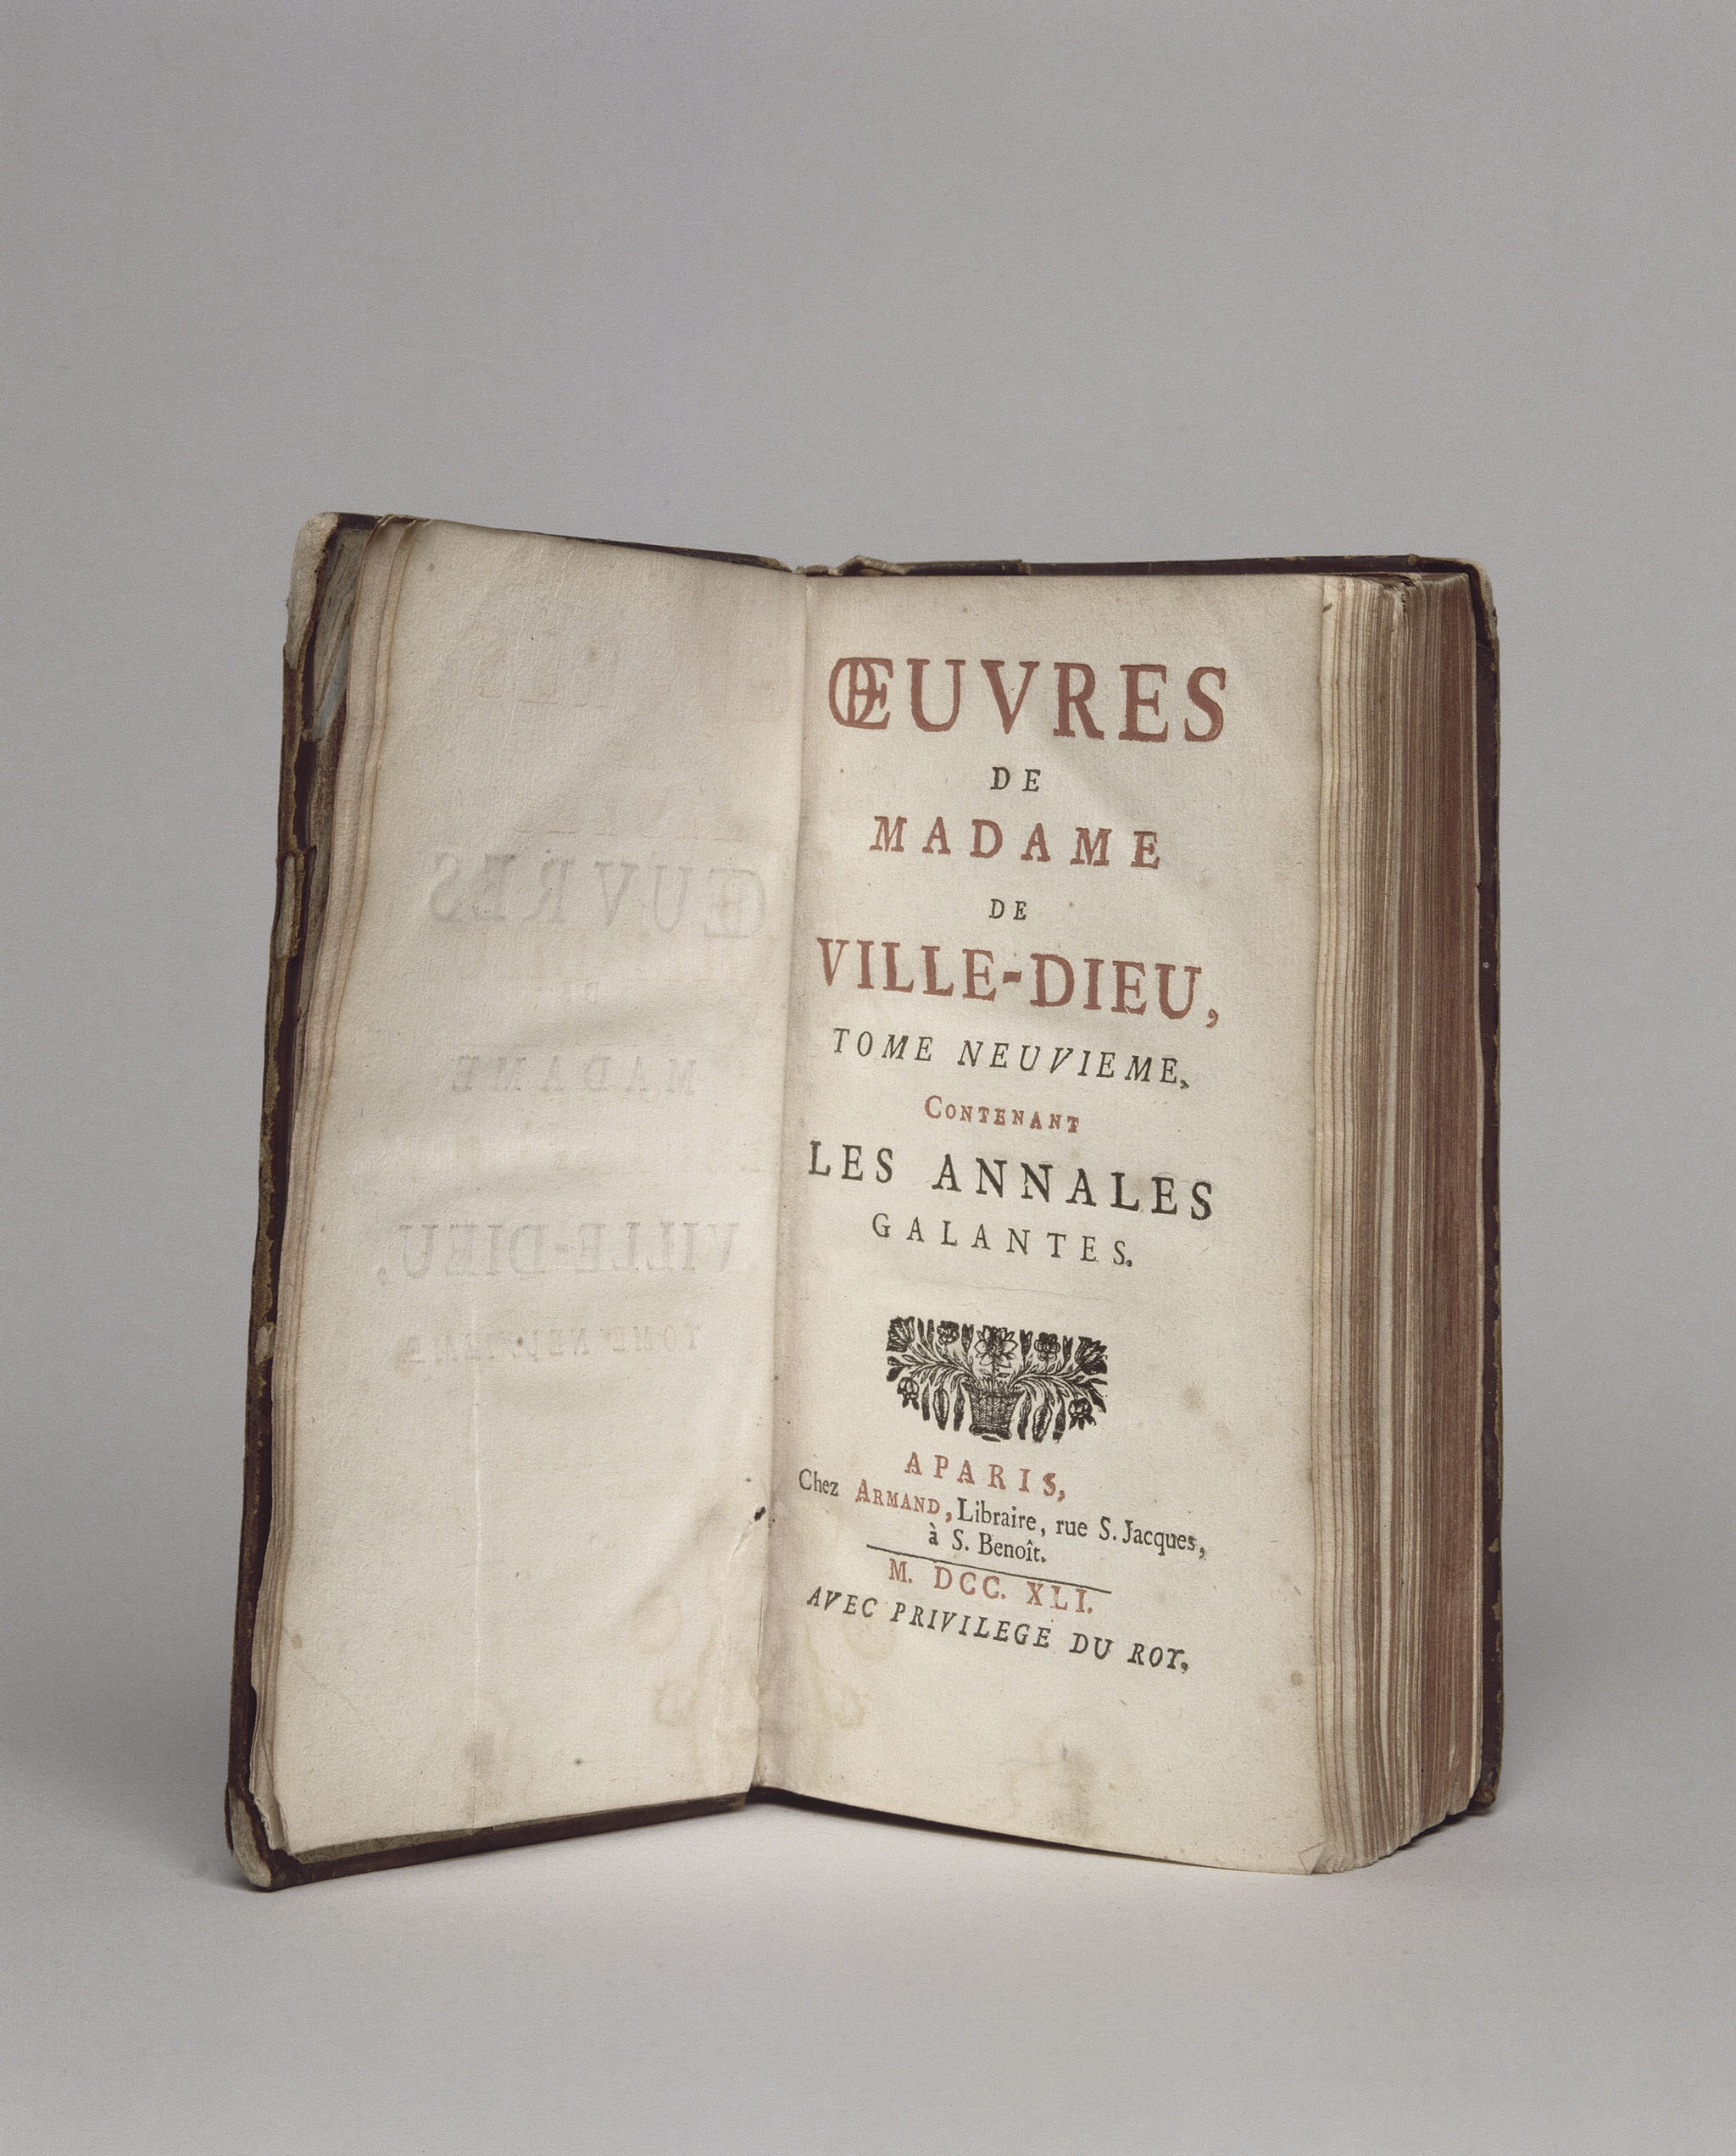 ŒUVRES
DE
MADAME
DE
VILLE-DIEU,
TOME NEUVIEME,
CONTENANT
LES ANNALES
GALANTES.
A PARIS,
Chez ARMAND, Libraire, rue S. Jacques,
à S. Benoît.
M. DCC. XLI.
AVEC PRIVILEGE DU ROY.